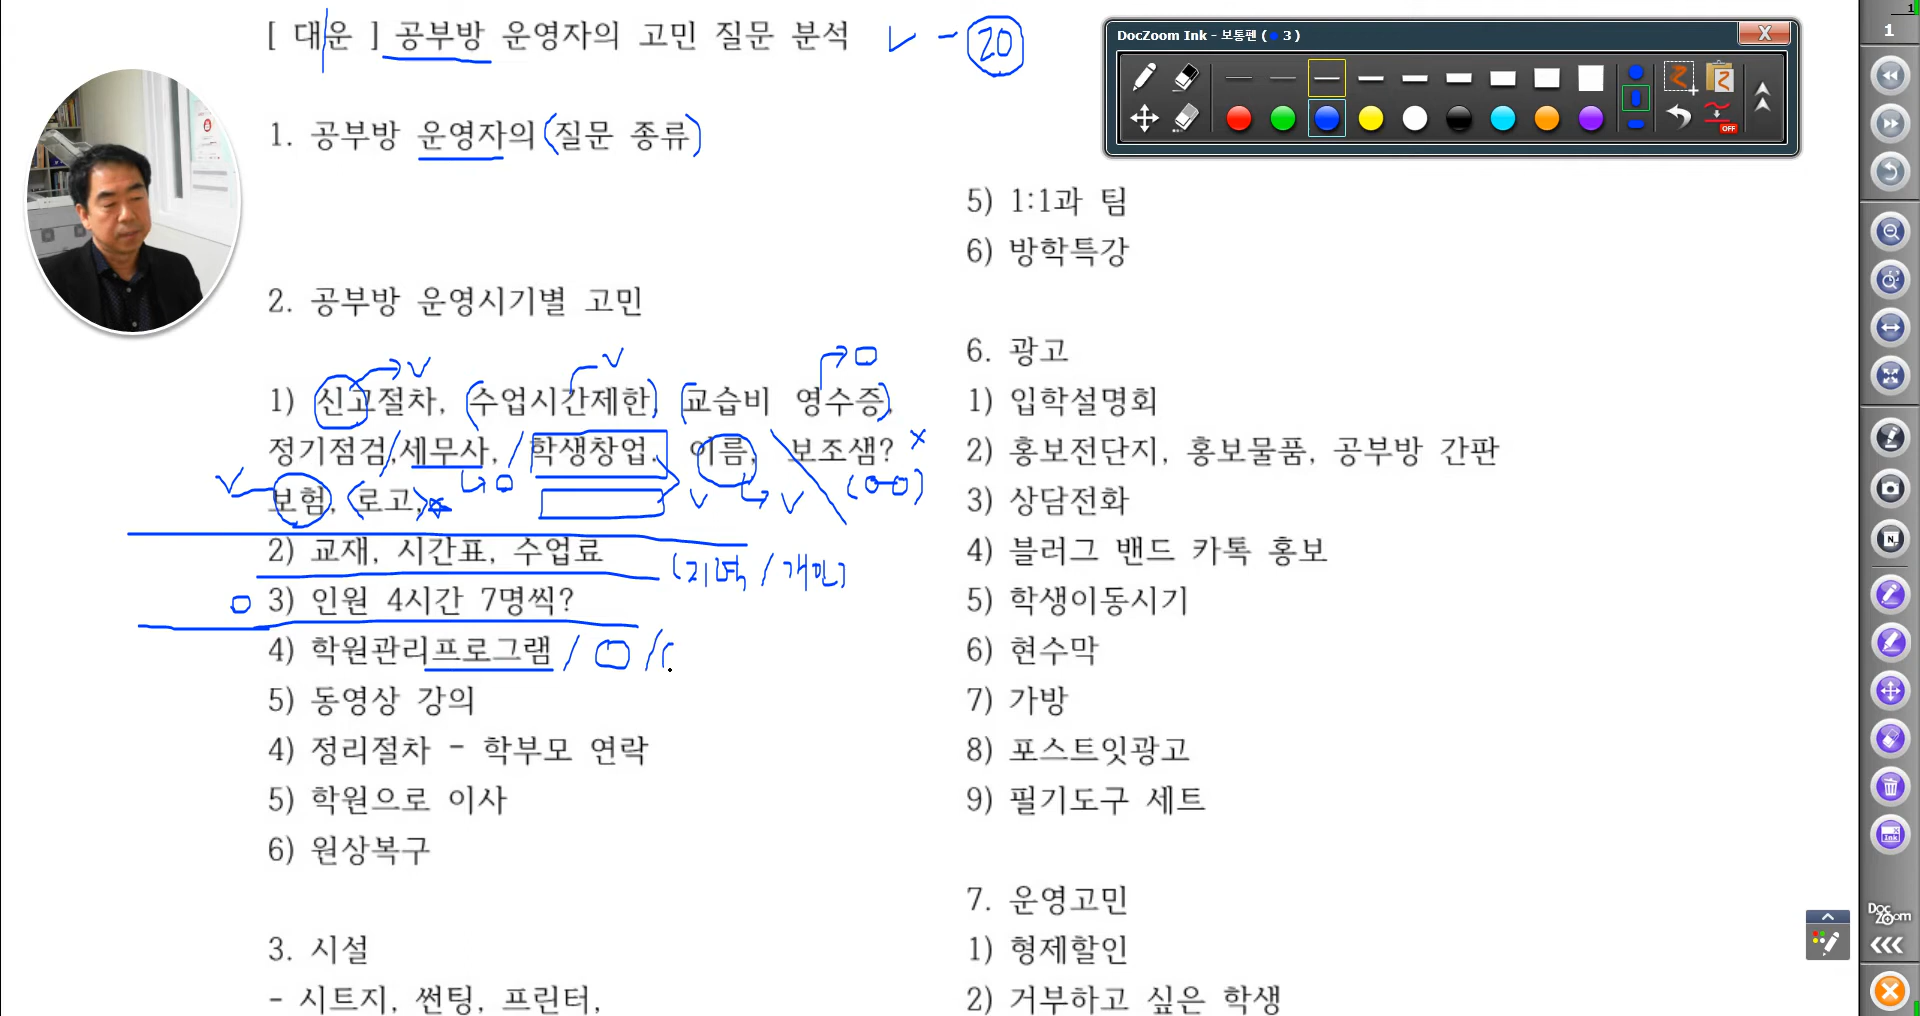 [ 대운 ] 공부방 운영자의 고민 질문 분석 20
1. 공부방 운영자의 (질문 종류)
2. 공부방 운영시기별 고민
1) 신고절차, 수업시간제한, 교습비 영수증,
정기점검, 세무사, 학생창업, 이름, 보조샘?
보험, 로고,
2) 교재, 시간표, 수업료
3) 인원 4시간 7명씩?
4) 학원관리프로그램
5) 동영상 강의
4) 정리절차 - 학부모 연락
5) 학원으로 이사
6) 원상복구
3. 시설
- 시트지, 썬팅, 프린터,
5) 1:1과 팀
6) 방학특강
6. 광고
1) 입학설명회
2) 홍보전단지, 홍보물품, 공부방 간판
3) 상담전화
4) 블러그 밴드 카톡 홍보
5) 학생이동시기
6) 현수막
7) 가방
8) 포스트잇광고
9) 필기도구 세트
7. 운영고민
1) 형제할인
2) 거부하고 싶은 학생
DocZoom Ink - 보통펜 ( 3 )
X
OFF
1
1
N
Ink
Doc
Zoom